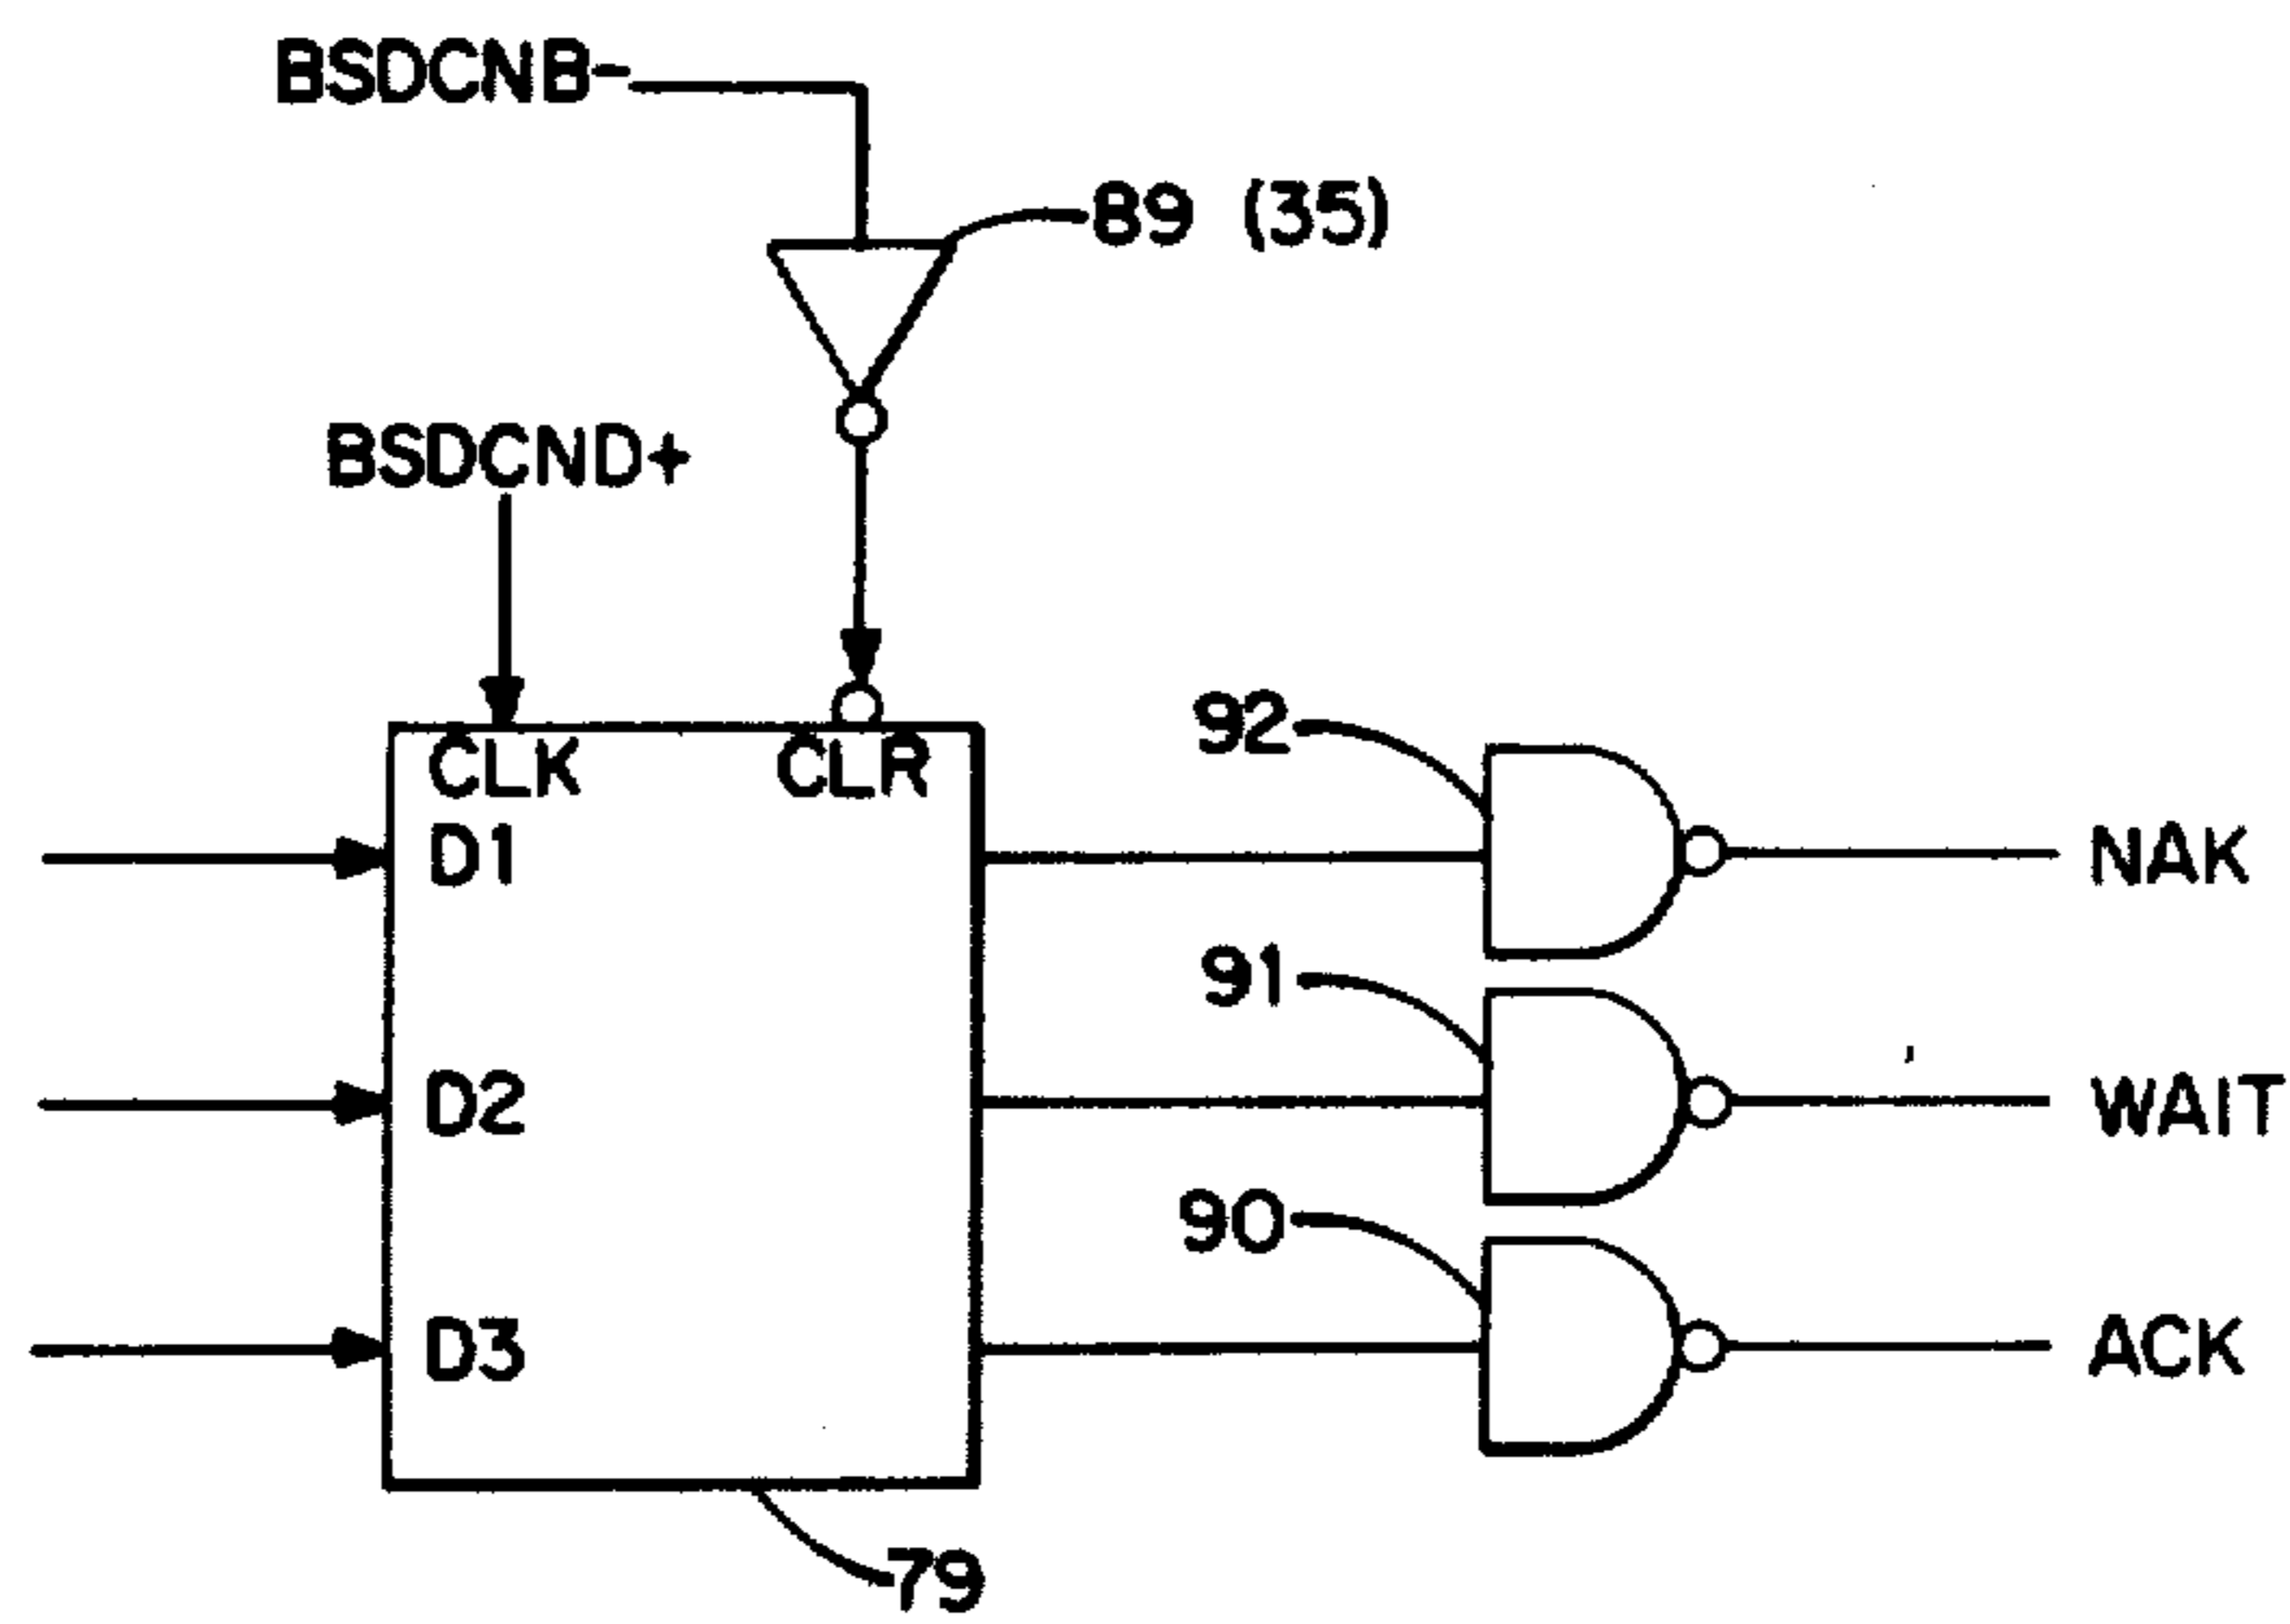 BSDCNB-
89 (35)
BSDCND+
CLK
CLR
92
D1
NAK
91
D2
WAIT
90
D3
ACK
79